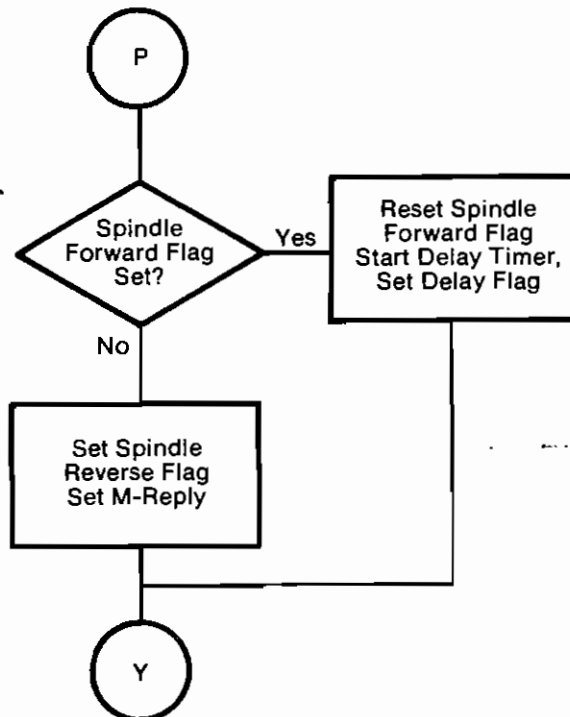 P
Spindle
Forward Flag
Set?
Yes
Reset Spindle
Forward Flag
Start Delay Timer,
Set Delay Flag
No
Set Spindle
Reverse Flag
Set M-Reply
Y